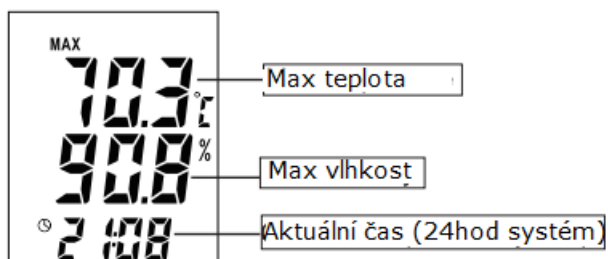 MAX
70.3 °C
Max teplota
90.8 %
Max vlhkost
21:08
Aktuální čas (24hod systém)